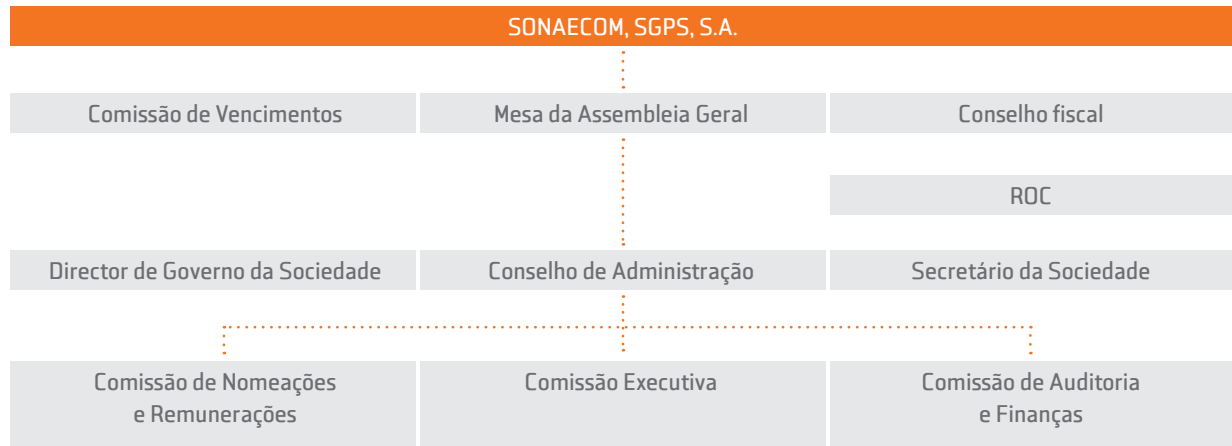 SONAECOM, SGPS, S.A.
Comissão de Vencimentos
Mesa da Assembleia Geral
Conselho fiscal
ROC
Director de Governo da Sociedade
Conselho de Administração
Secretário da Sociedade
Comissão de Nomeações
e Remunerações
Comissão Executiva
Comissão de Auditoria
e Finanças